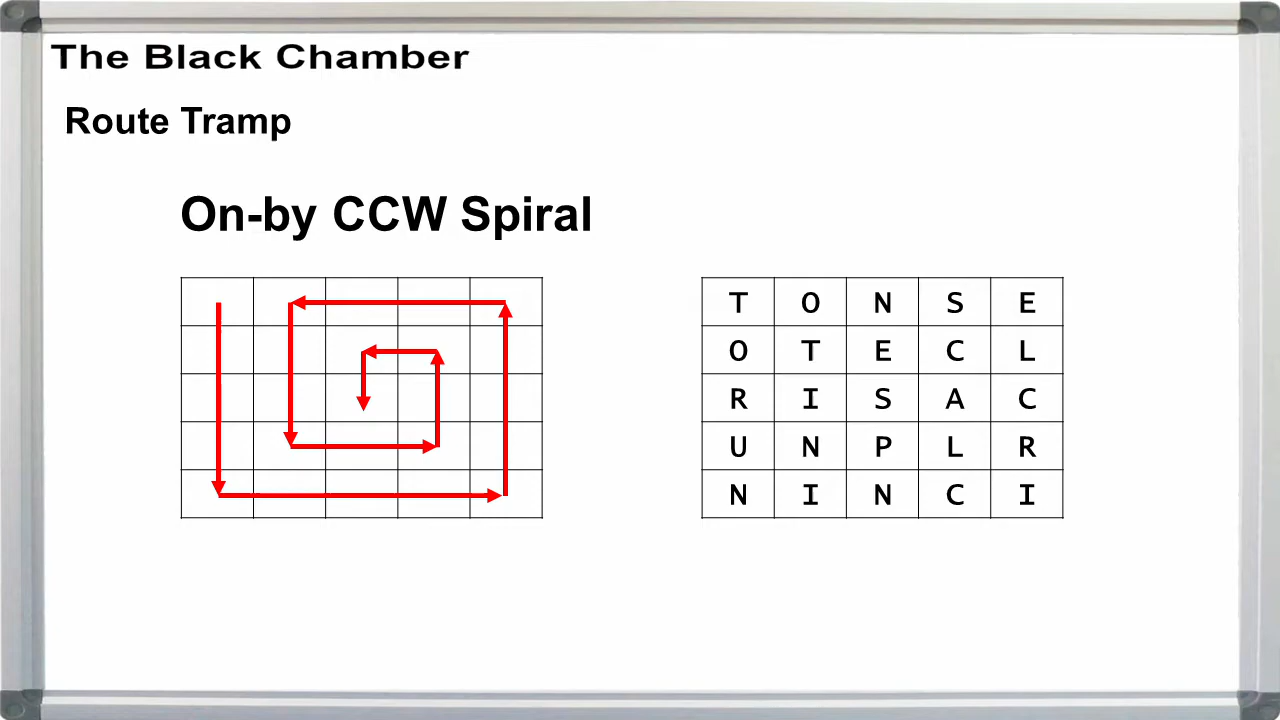 The Black Chamber
Route Tramp
On-by CCW Spiral
T O N S E
O T E C L
R I S A C
U N P L R
N I N C I